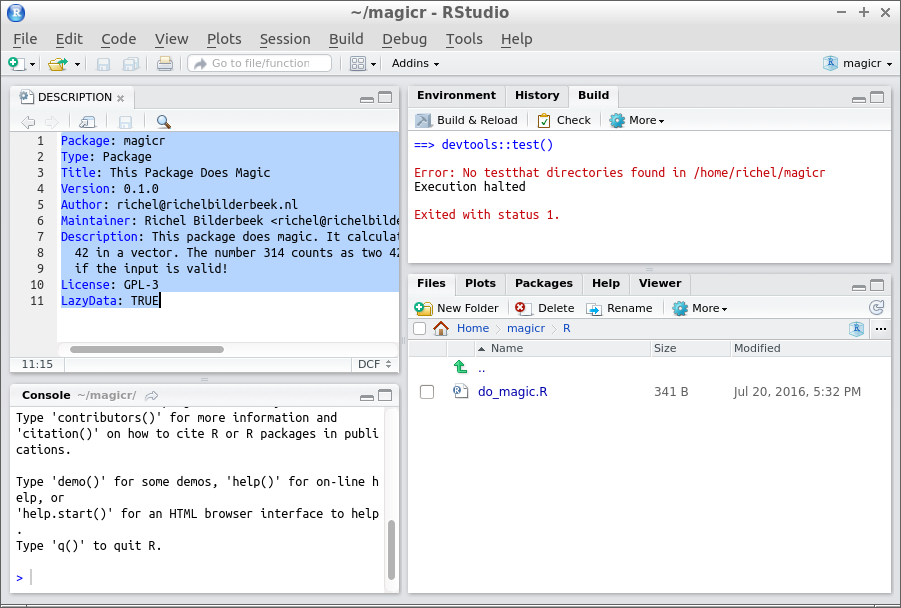 ~/magicr - RStudio
File Edit Code View Plots Session Build Debug Tools Help
Go to file/function Addins magicr
DESCRIPTION
1 Package: magicr
2 Type: Package
3 Title: This Package Does Magic
4 Version: 0.1.0
5 Author: richel@richelbilderbeek.nl
6 Maintainer: Richel Bilderbeek <richel@richelbilde
7 Description: This package does magic. It calculat
8 42 in a vector. The number 314 counts as two 42
9 if the input is valid!
10 License: GPL-3
11 LazyData: TRUE
11:15 DCF
Console ~/magicr/
Type 'contributors()' for more information and
'citation()' on how to cite R or R packages in publi
cations.
Type 'demo()' for some demos, 'help()' for on-line h
elp, or
'help.start()' for an HTML browser interface to help
.
Type 'q()' to quit R.
>
Environment History Build
Build & Reload Check More
==> devtools::test()
Error: No testthat directories found in /home/richel/magicr
Execution halted
Exited with status 1.
Files Plots Packages Help Viewer
New Folder Delete Rename More
Home magicr R ...
Name Size Modified
..
do_magic.R 341 B Jul 20, 2016, 5:32 PM